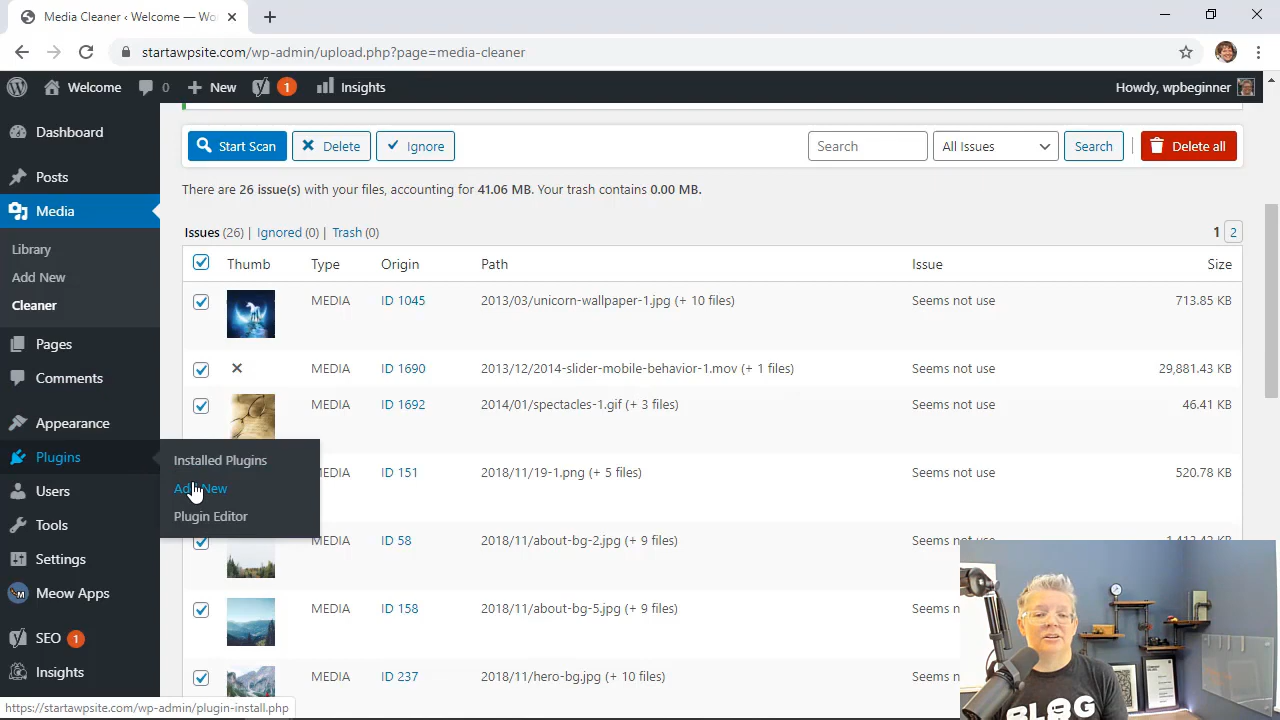 Media Cleaner ‹ Welcome — Wo
startawpsite.com/wp-admin/upload.php?page=media-cleaner
Welcome 0 New 1 Insights Howdy, wpbeginner
Dashboard
Posts
Media
Library
Add New
Cleaner
Pages
Comments
Appearance
Plugins
Users
Tools
Settings
Meow Apps
SEO 1
Insights
Installed Plugins
Add New
Plugin Editor
Start Scan Delete Ignore Search All Issues Search Delete all
There are 26 issue(s) with your files, accounting for 41.06 MB. Your trash contains 0.00 MB.
Issues (26) | Ignored (0) | Trash (0) 1 2
Thumb Type Origin Path Issue Size
MEDIA ID 1045 2013/03/unicorn-wallpaper-1.jpg (+ 10 files) Seems not use 713.85 KB
MEDIA ID 1690 2013/12/2014-slider-mobile-behavior-1.mov (+ 1 files) Seems not use 29,881.43 KB
MEDIA ID 1692 2014/01/spectacles-1.gif (+ 3 files) Seems not use 46.41 KB
MEDIA ID 151 2018/11/19-1.png (+ 5 files) Seems not use 520.78 KB
MEDIA ID 58 2018/11/about-bg-2.jpg (+ 9 files) Seems not use
MEDIA ID 158 2018/11/about-bg-5.jpg (+ 9 files) Seems n
MEDIA ID 237 2018/11/hero-bg.jpg (+ 10 files) Seems n
https://startawpsite.com/wp-admin/plugin-install.php
BLOG